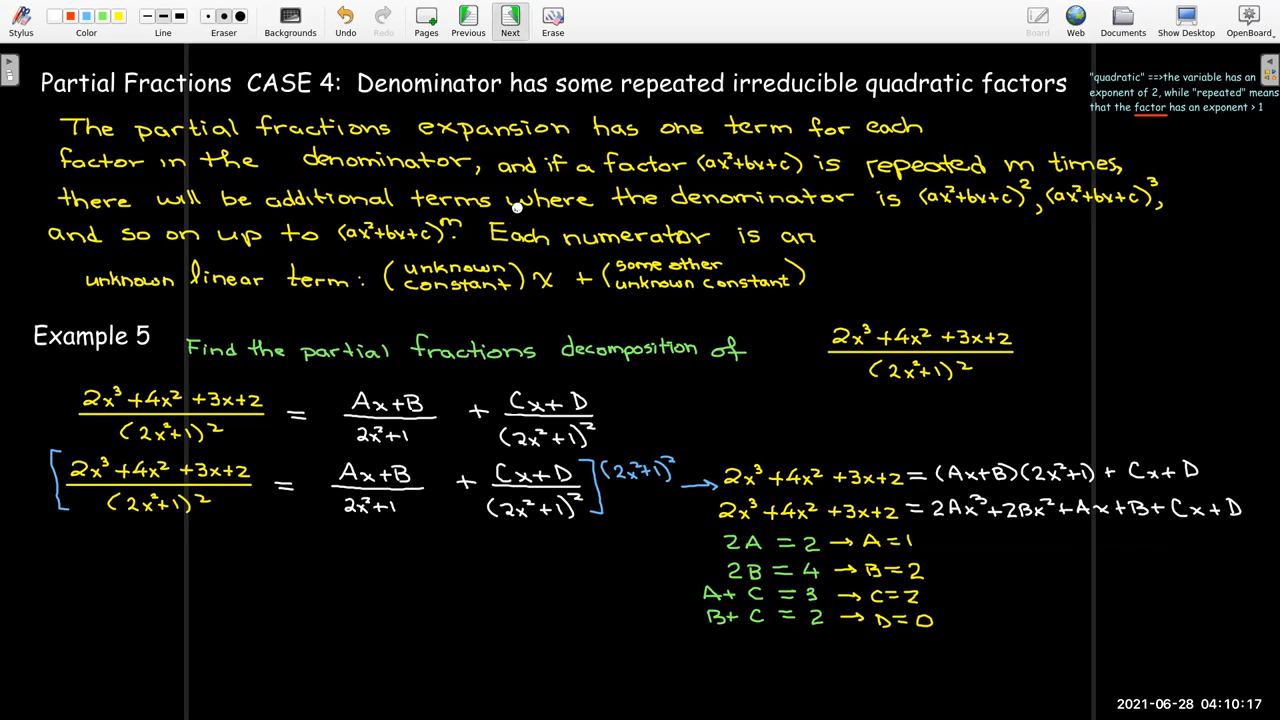 Stylus Color Line Eraser Backgrounds Undo Redo Pages Previous Next Erase Board Web Documents Show Desktop OpenBoard
Partial Fractions CASE 4: Denominator has some repeated irreducible quadratic factors
"quadratic" ==>the variable has an
exponent of 2, while "repeated" means
that the factor has an exponent > 1
The partial fractions expansion has one term for each
factor in the denominator, and if a factor (ax²+bx+c) is repeated m times,
there will be additional terms where the denominator is (ax²+bx+c)², (ax²+bx+c)³,
and so on up to (ax²+bx+c)^m. Each numerator is an
unknown linear term: (unknown constant) x + (some other unknown constant)
Example 5 Find the partial fractions decomposition of (2x³+4x²+3x+2)/(2x²+1)²
(2x³+4x²+3x+2)/(2x²+1)² = (Ax+B)/(2x²+1) + (Cx+D)/(2x²+1)²
[(2x³+4x²+3x+2)/(2x²+1)² = (Ax+B)/(2x²+1) + (Cx+D)/(2x²+1)²](2x²+1)² → 2x³+4x²+3x+2 = (Ax+B)(2x²+1) + Cx+D
2x³+4x²+3x+2 = 2Ax³+2Bx²+Ax+B+Cx+D
2A = 2 → A=1
2B = 4 → B=2
A+ C = 3 → C=2
B+ C = 2 → D=0
2021-06-28 04:10:17